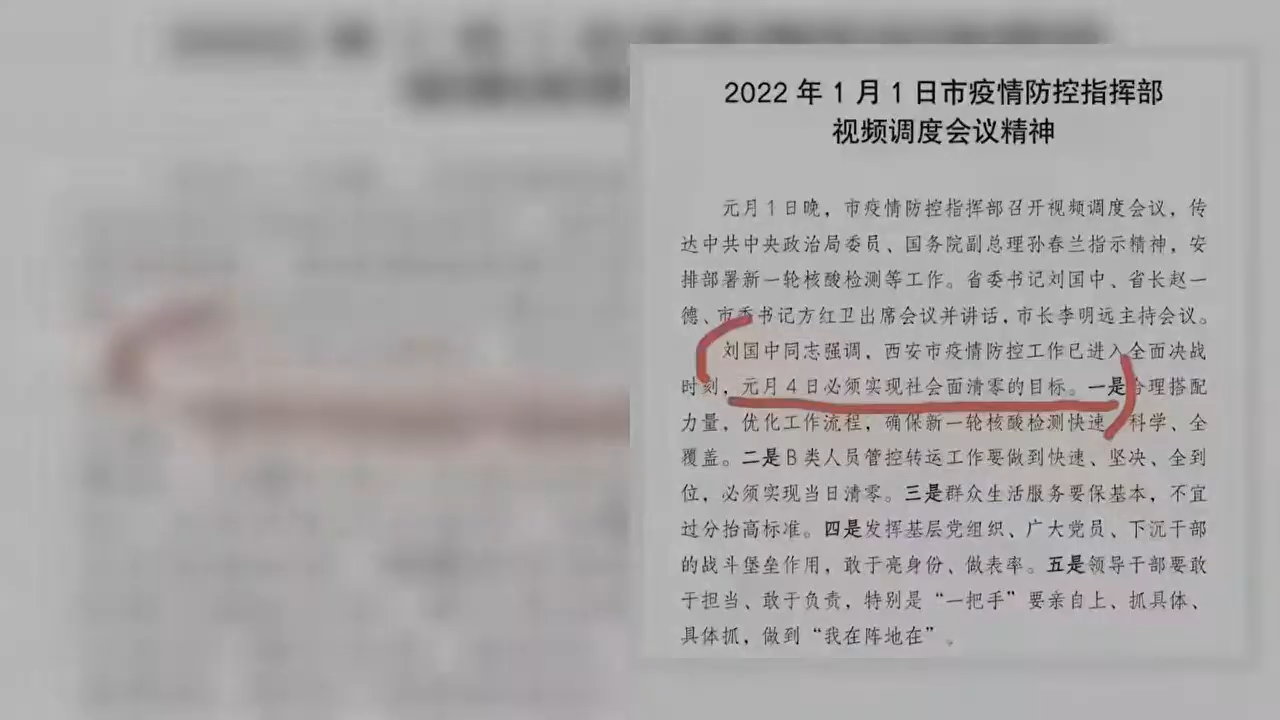 2022 年 1 月 1 日市疫情防控指挥部
视频调度会议精神
元月 1 日晚，市疫情防控指挥部召开视频调度会议，传
达中共中央政治局委员、国务院副总理孙春兰指示精神，安
排部署新一轮核酸检测等工作。省委书记刘国中、省长赵一
德、市委书记方红卫出席会议并讲话，市长李明远主持会议。
刘国中同志强调，西安市疫情防控工作已进入全面决战
时刻，元月 4 日必须实现社会面清零的目标。一是合理搭配
力量，优化工作流程，确保新一轮核酸检测快速、科学、全
覆盖。二是 B 类人员管控转运工作要做到快速、坚决、全到
位，必须实现当日清零。三是群众生活服务要保基本，不宜
过分抬高标准。四是发挥基层党组织、广大党员、下沉干部
的战斗堡垒作用，敢于亮身份、做表率。五是领导干部要敢
于担当、敢于负责，特别是“一把手”要亲自上、抓具体、
具体抓，做到“我在阵地在”。